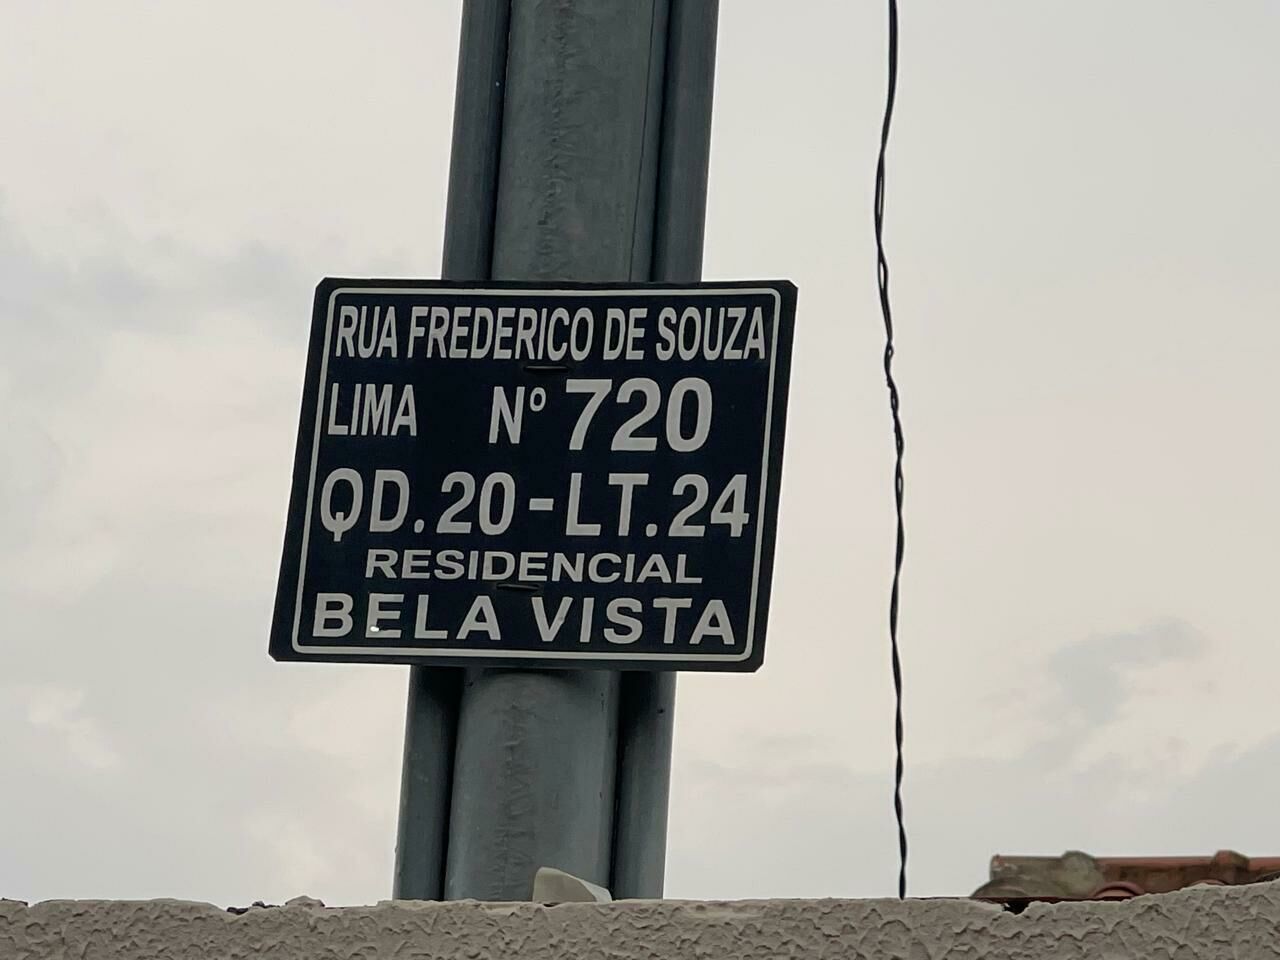 RUA FREDERICO DE SOUZA
LIMA Nº 720
QD. 20 - LT. 24
RESIDENCIAL
BELA VISTA